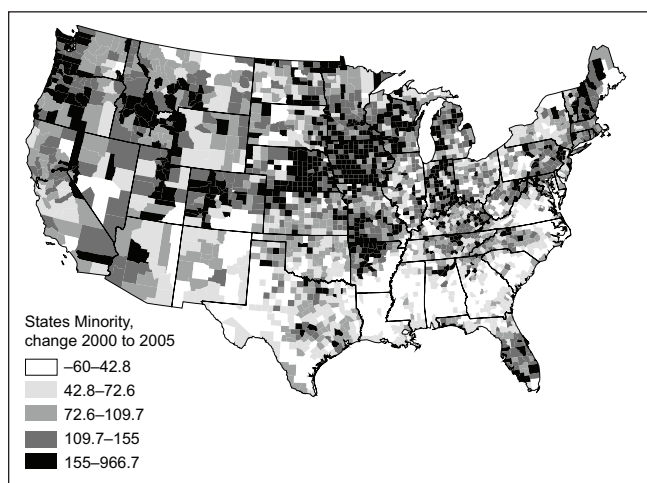 States Minority,
change 2000 to 2005
–60–42.8
42.8–72.6
72.6–109.7
109.7–155
155–966.7